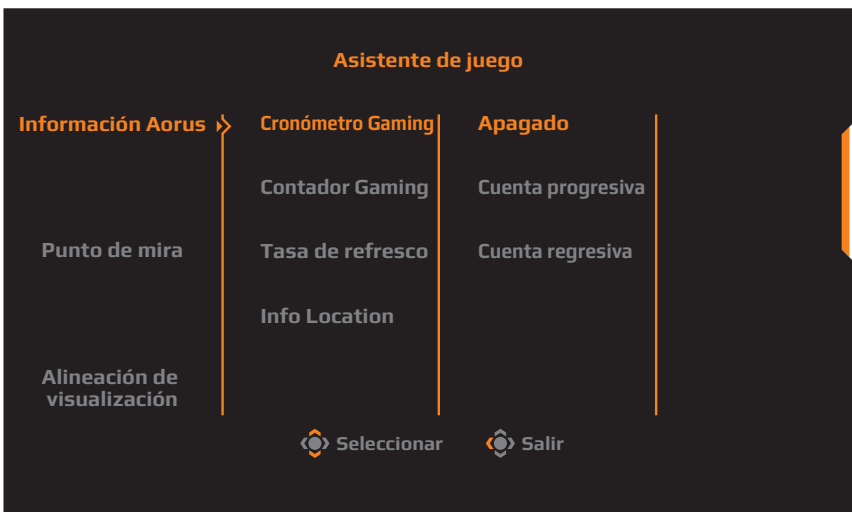 Asistente de juego
Información Aorus
Cronómetro Gaming
Apagado
Contador Gaming
Cuenta progresiva
Punto de mira
Tasa de refresco
Cuenta regresiva
Info Location
Alineación de
visualización
Seleccionar
Salir